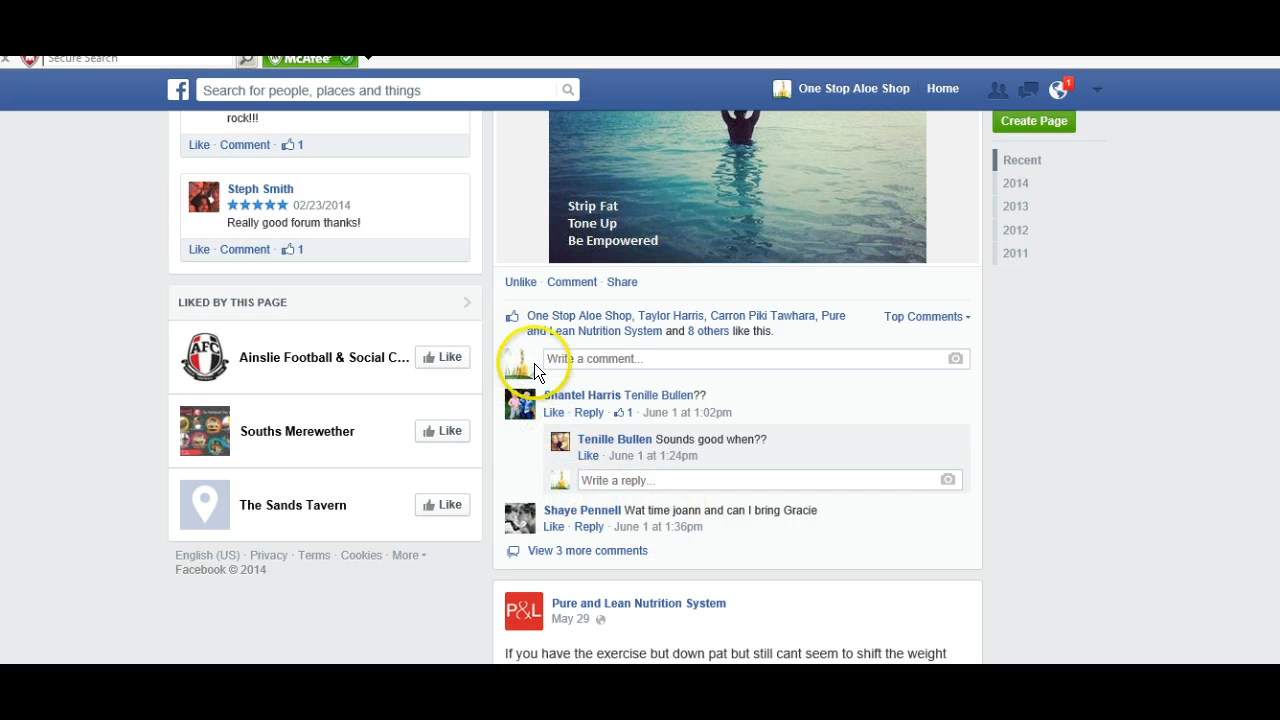 Secure Search
McAfee
Search for people, places and things
One Stop Aloe Shop
Home
1
rock!!!
Like · Comment · 1
Steph Smith
02/23/2014
Really good forum thanks!
Like · Comment · 1
LIKED BY THIS PAGE
Ainslie Football & Social C...
Like
Souths Merewether
Like
The Sands Tavern
Like
English (US) · Privacy · Terms · Cookies · More
Facebook © 2014
Strip Fat
Tone Up
Be Empowered
Unlike · Comment · Share
One Stop Aloe Shop, Taylor Harris, Carron Piki Tawhara, Pure
and Lean Nutrition System and 8 others like this.
Top Comments
Write a comment...
Shantel Harris Tenille Bullen??
Like · Reply · 1 · June 1 at 1:02pm
Tenille Bullen Sounds good when??
Like · June 1 at 1:24pm
Write a reply...
Shaye Pennell Wat time joann and can I bring Gracie
Like · Reply · June 1 at 1:36pm
View 3 more comments
P&L
Pure and Lean Nutrition System
May 29
If you have the exercise but down pat but still cant seem to shift the weight
Create Page
Recent
2014
2013
2012
2011